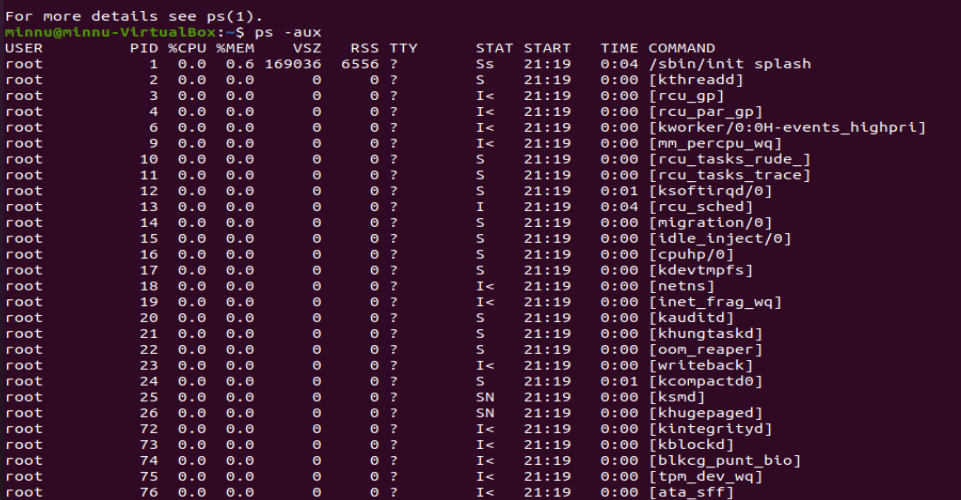 For more details see ps(1).
minnu@minnu-VirtualBox:~$ ps -aux
USER PID %CPU %MEM VSZ RSS TTY STAT START TIME COMMAND
root 1 0.0 0.6 169036 6556 ? Ss 21:19 0:04 /sbin/init splash
root 2 0.0 0.0 0 0 ? S 21:19 0:00 [kthreadd]
root 3 0.0 0.0 0 0 ? I< 21:19 0:00 [rcu_gp]
root 4 0.0 0.0 0 0 ? I< 21:19 0:00 [rcu_par_gp]
root 6 0.0 0.0 0 0 ? I< 21:19 0:00 [kworker/0:0H-events_highpri]
root 9 0.0 0.0 0 0 ? I< 21:19 0:00 [mm_percpu_wq]
root 10 0.0 0.0 0 0 ? S 21:19 0:00 [rcu_tasks_rude_]
root 11 0.0 0.0 0 0 ? S 21:19 0:00 [rcu_tasks_trace]
root 12 0.0 0.0 0 0 ? S 21:19 0:01 [ksoftirqd/0]
root 13 0.0 0.0 0 0 ? I 21:19 0:04 [rcu_sched]
root 14 0.0 0.0 0 0 ? S 21:19 0:00 [migration/0]
root 15 0.0 0.0 0 0 ? S 21:19 0:00 [idle_inject/0]
root 16 0.0 0.0 0 0 ? S 21:19 0:00 [cpuhp/0]
root 17 0.0 0.0 0 0 ? S 21:19 0:00 [kdevtmpfs]
root 18 0.0 0.0 0 0 ? I< 21:19 0:00 [netns]
root 19 0.0 0.0 0 0 ? I< 21:19 0:00 [inet_frag_wq]
root 20 0.0 0.0 0 0 ? S 21:19 0:00 [kauditd]
root 21 0.0 0.0 0 0 ? S 21:19 0:00 [khungtaskd]
root 22 0.0 0.0 0 0 ? S 21:19 0:00 [oom_reaper]
root 23 0.0 0.0 0 0 ? I< 21:19 0:00 [writeback]
root 24 0.0 0.0 0 0 ? S 21:19 0:01 [kcompactd0]
root 25 0.0 0.0 0 0 ? SN 21:19 0:00 [ksmd]
root 26 0.0 0.0 0 0 ? SN 21:19 0:00 [khugepaged]
root 72 0.0 0.0 0 0 ? I< 21:19 0:00 [kintegrityd]
root 73 0.0 0.0 0 0 ? I< 21:19 0:00 [kblockd]
root 74 0.0 0.0 0 0 ? I< 21:19 0:00 [blkcg_punt_bio]
root 75 0.0 0.0 0 0 ? I< 21:19 0:00 [tpm_dev_wq]
root 76 0.0 0.0 0 0 ? I< 21:19 0:00 [ata_sff]